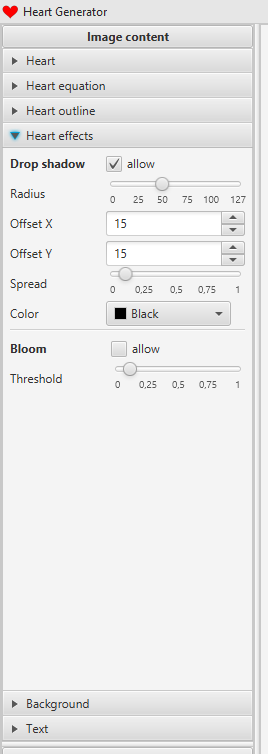 Heart Generator
Image content
Heart
Heart equation
Heart outline
Heart effects
Drop shadow allow
Radius
0 25 50 75 100 127
Offset X 15
Offset Y 15
Spread
0 0,25 0,5 0,75 1
Color Black
Bloom allow
Threshold
0 0,25 0,5 0,75 1
Background
Text